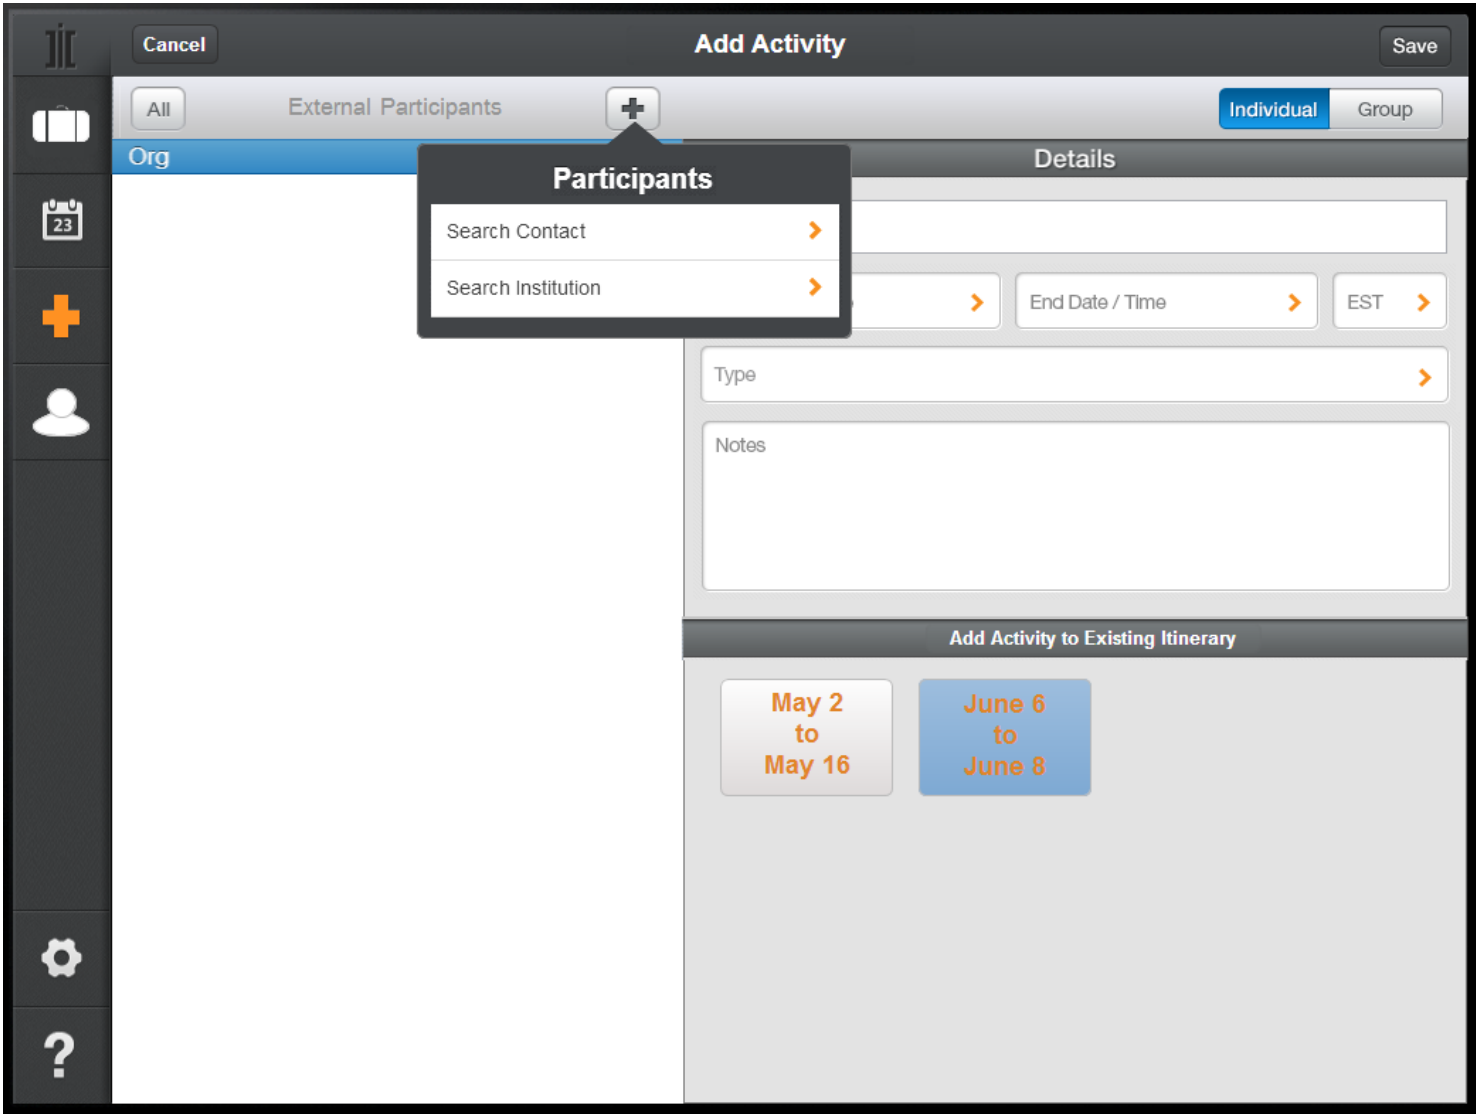 Cancel
Add Activity
Save
All
External Participants
Individual
Group
Org
Details
Participants
Search Contact
Search Institution
23
End Date / Time
EST
Type
Notes
Add Activity to Existing Itinerary
May 2
to
May 16
June 6
to
June 8
?